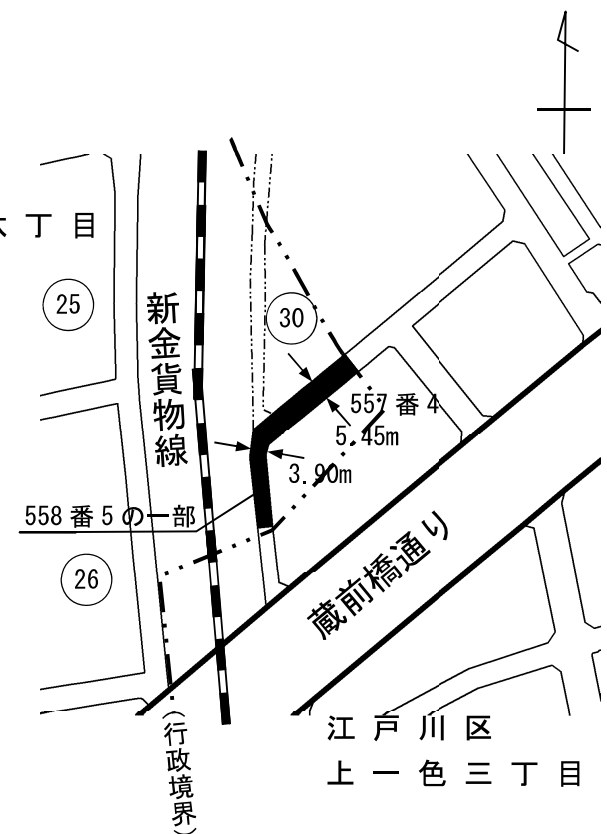 丁目
25
新金貨物線
30
557番4
5.45m
3.90m
558番5の一部
26
蔵前橋通り
(行政境界)
江戸川区
上一色三丁目